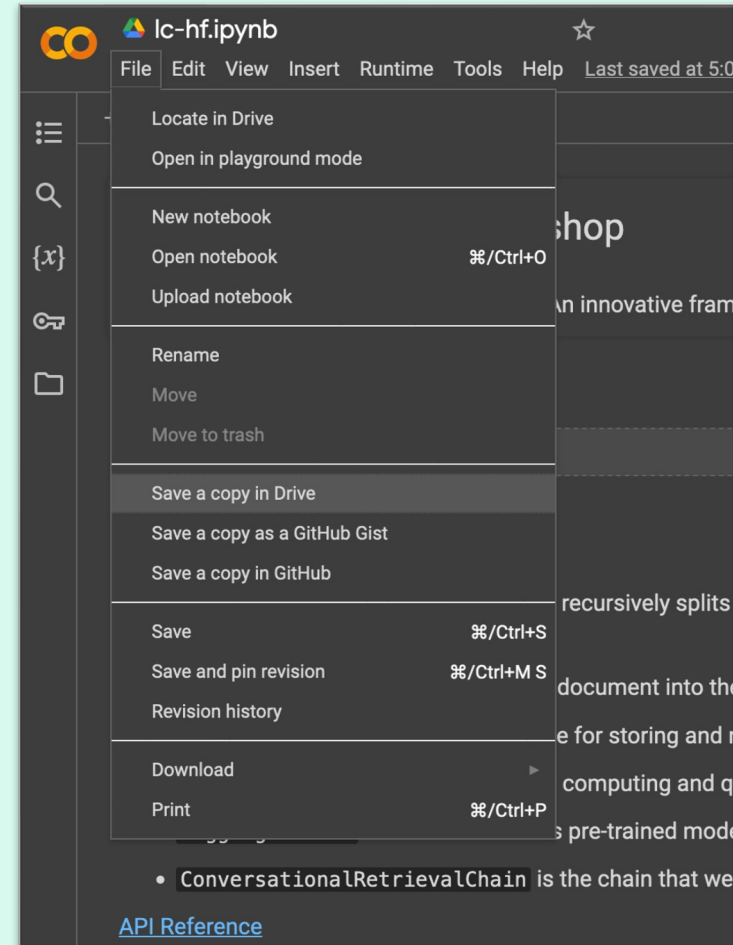 lc-hf.ipynb
File Edit View Insert Runtime Tools Help Last saved at 5:0
Locate in Drive
Open in playground mode
New notebook
shop
Open notebook ⌘/Ctrl+O
Upload notebook
An innovative fram
Rename
Move
Move to trash
Save a copy in Drive
Save a copy as a GitHub Gist
Save a copy in GitHub
recursively splits
Save ⌘/Ctrl+S
Save and pin revision ⌘/Ctrl+M S
document into the
Revision history
e for storing and r
Download ▸
computing and q
Print ⌘/Ctrl+P
s pre-trained mode
• ConversationalRetrievalChain is the chain that we
API Reference
{x}